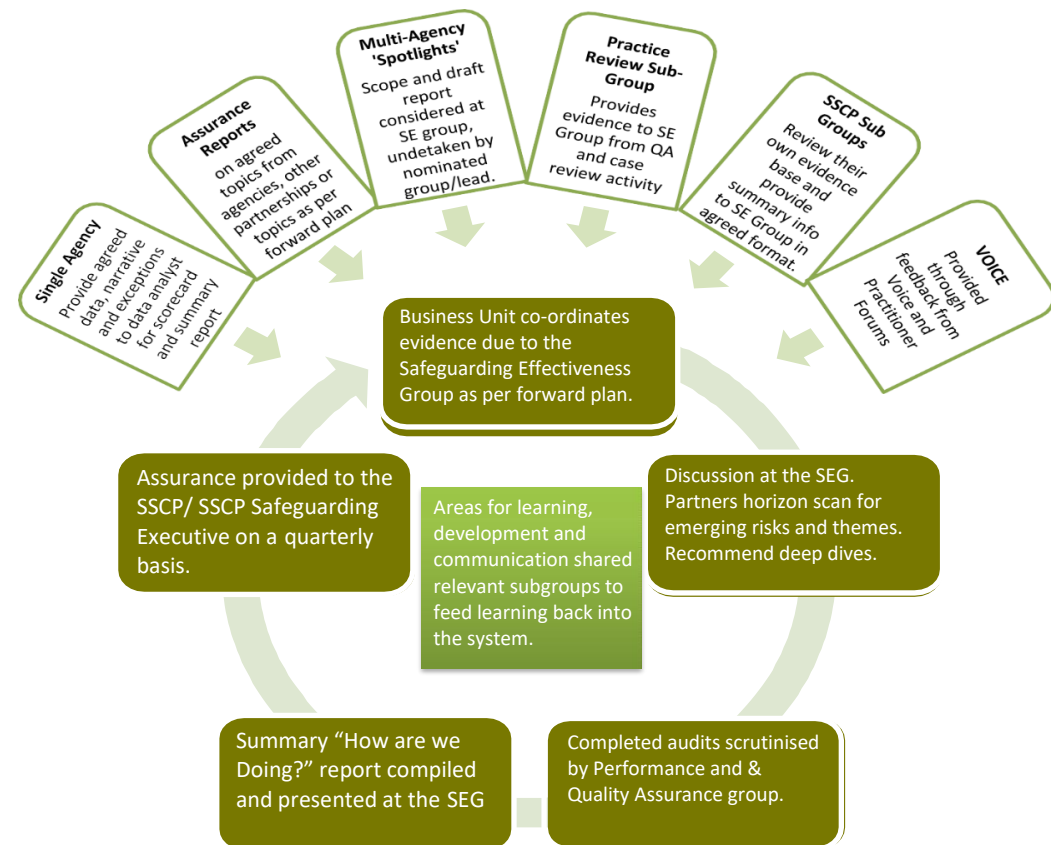 Single Agency
Provide agreed
data, narrative
and exceptions
to data analyst
for scorecard
and summary
report
Assurance
Reports
on agreed
topics from
agencies, other
partnerships or
topics as per
forward plan
Multi-Agency
'Spotlights'
Scope and draft
report
considered at
SE group,
undertaken by
nominated
group/lead.
Practice
Review Sub-
Group
Provides
evidence to SE
Group from QA
and case
review activity
SSCP Sub
Groups
Review their
own evidence
base and
provide
summary info
to SE Group in
agreed format.
VOICE
Provided
through
feedback from
Voice and
Practitioner
Forums
Business Unit co-ordinates
evidence due to the
Safeguarding Effectiveness
Group as per forward plan.
Discussion at the SEG.
Partners horizon scan for
emerging risks and themes.
Recommend deep dives.
Completed audits scrutinised
by Performance and &
Quality Assurance group.
Summary “How are we
Doing?” report compiled
and presented at the SEG
Assurance provided to the
SSCP/ SSCP Safeguarding
Executive on a quarterly
basis.
Areas for learning,
development and
communication shared
relevant subgroups to
feed learning back into
the system.